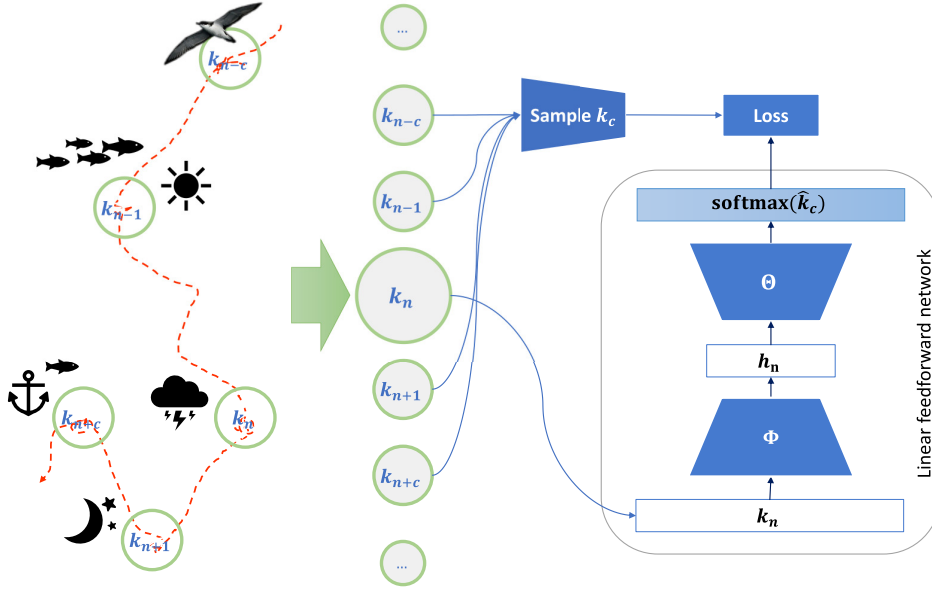 k_{n-c}
k_{n-1}
k_n
k_{n+c}
k_{n+1}
...
k_{n-c}
k_{n-1}
k_n
k_{n+1}
k_{n+c}
...
Sample k_c
Loss
softmax(\hat{k}_c)
Θ
h_n
Φ
k_n
Linear feedforward network